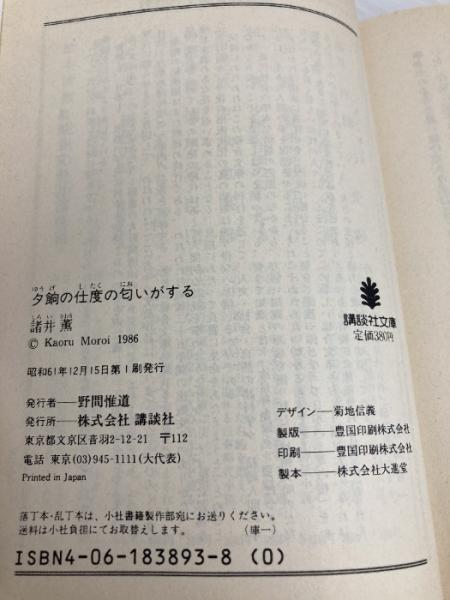 夕餉の仕度の匂いがする
諸井薫
© Kaoru Moroi 1986
昭和61年12月15日第1刷発行
発行者——野間惟道
発行所——株式会社 講談社
東京都文京区音羽2-12-21 〒112
電話 東京(03)945-1111(大代表)
Printed in Japan
講談社文庫
定価380円
デザイン—菊地信義
製版———豊国印刷株式会社
印刷———豊国印刷株式会社
製本———株式会社大進堂
落丁本・乱丁本は、小社書籍製作部宛にお送りください。
送料は小社負担にてお取替えします。 (庫一)
ISBN4-06-183893-8 (0)